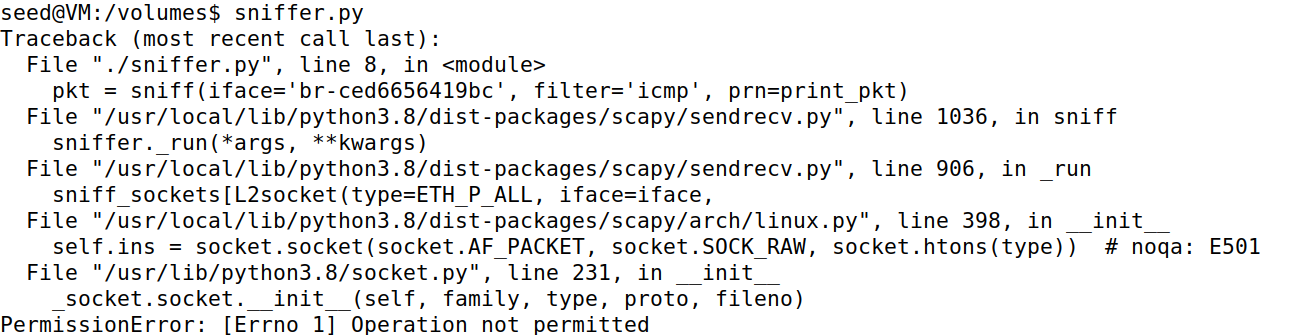 seed@VM:/volumes$ sniffer.py
Traceback (most recent call last):
  File "./sniffer.py", line 8, in <module>
    pkt = sniff(iface='br-ced6656419bc', filter='icmp', prn=print_pkt)
  File "/usr/local/lib/python3.8/dist-packages/scapy/sendrecv.py", line 1036, in sniff
    sniffer._run(*args, **kwargs)
  File "/usr/local/lib/python3.8/dist-packages/scapy/sendrecv.py", line 906, in _run
    sniff_sockets[L2socket(type=ETH_P_ALL, iface=iface,
  File "/usr/local/lib/python3.8/dist-packages/scapy/arch/linux.py", line 398, in __init__
    self.ins = socket.socket(socket.AF_PACKET, socket.SOCK_RAW, socket.htons(type))  # noqa: E501
  File "/usr/lib/python3.8/socket.py", line 231, in __init__
    _socket.socket.__init__(self, family, type, proto, fileno)
PermissionError: [Errno 1] Operation not permitted